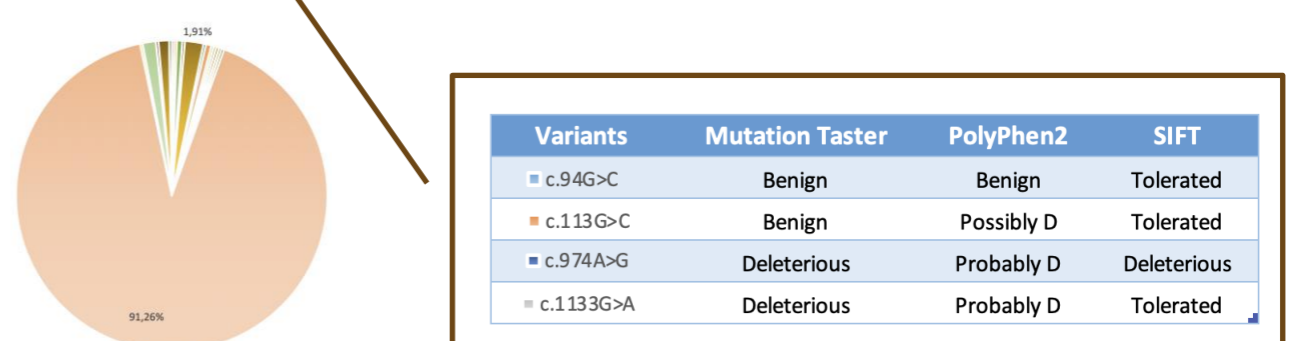 1,91%
91,26%
Variants Mutation Taster PolyPhen2 SIFT
c.94G>C Benign Benign Tolerated
c.113G>C Benign Possibly D Tolerated
c.974A>G Deleterious Probably D Deleterious
c.1133G>A Deleterious Probably D Tolerated